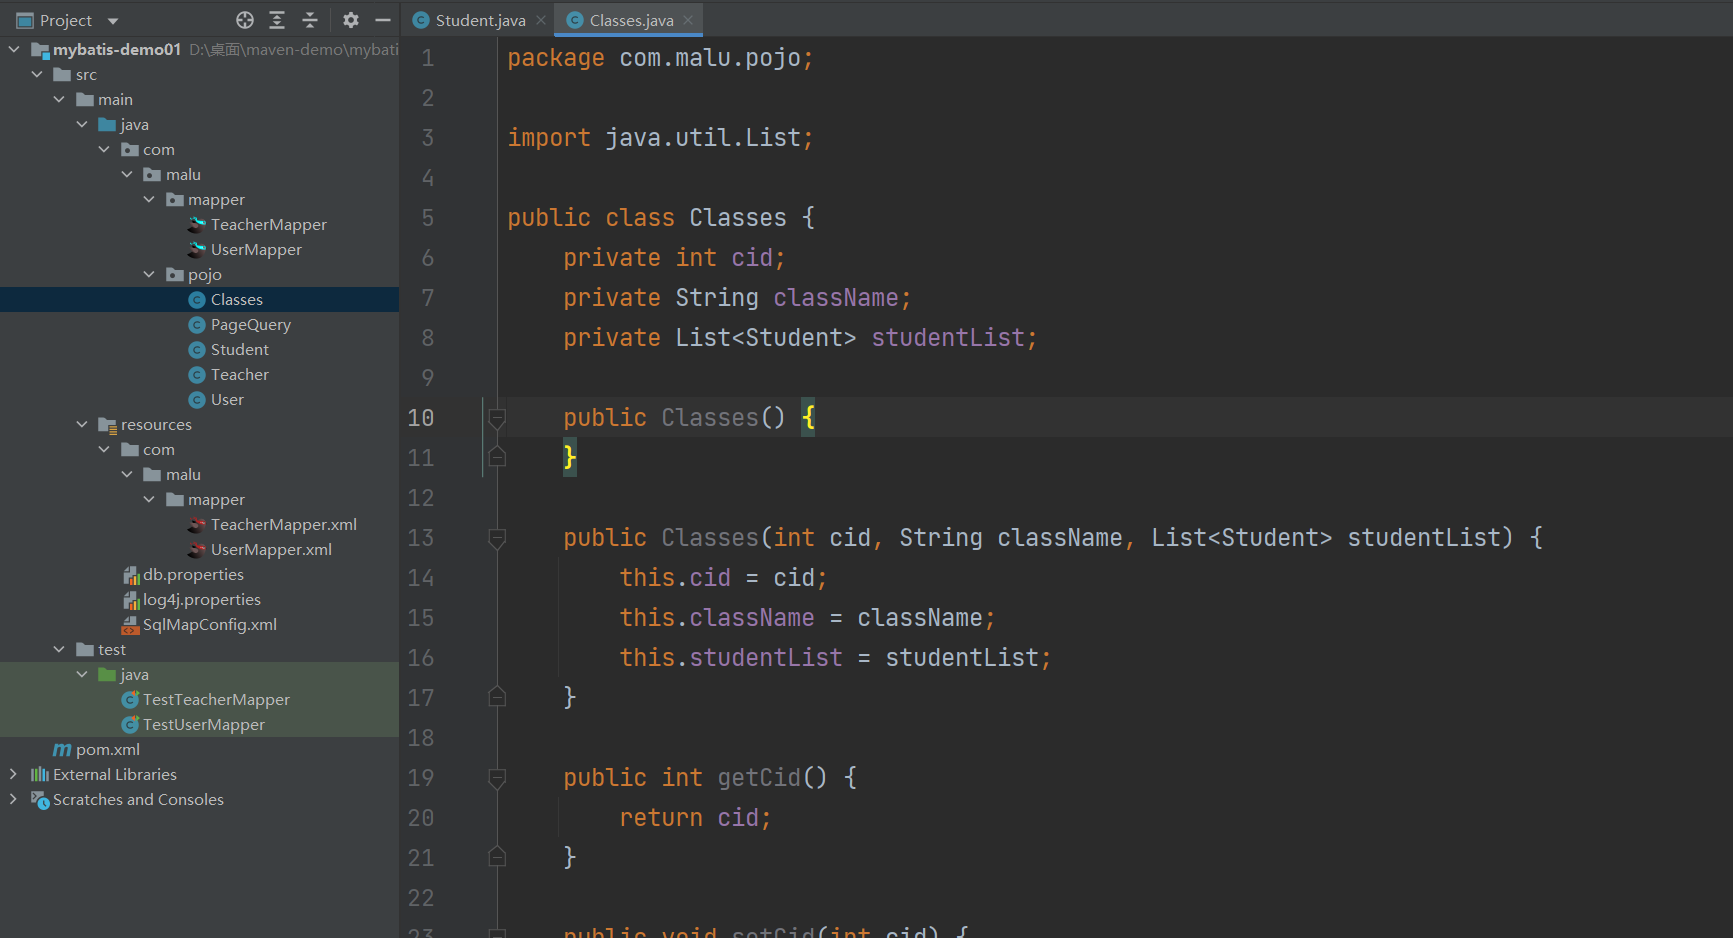 Project
mybatis-demo01 D:\桌面\maven-demo\mybati
src
main
java
com
malu
mapper
TeacherMapper
UserMapper
pojo
Classes
PageQuery
Student
Teacher
User
resources
com
malu
mapper
TeacherMapper.xml
UserMapper.xml
db.properties
log4j.properties
SqlMapConfig.xml
test
java
TestTeacherMapper
TestUserMapper
pom.xml
External Libraries
Scratches and Consoles
Student.java
Classes.java
1 package com.malu.pojo;
2
3 import java.util.List;
4
5 public class Classes {
6 private int cid;
7 private String className;
8 private List<Student> studentList;
9
10 public Classes() {
11 }
12
13 public Classes(int cid, String className, List<Student> studentList) {
14 this.cid = cid;
15 this.className = className;
16 this.studentList = studentList;
17 }
18
19 public int getCid() {
20 return cid;
21 }
22
23 public void setCid(int cid) {